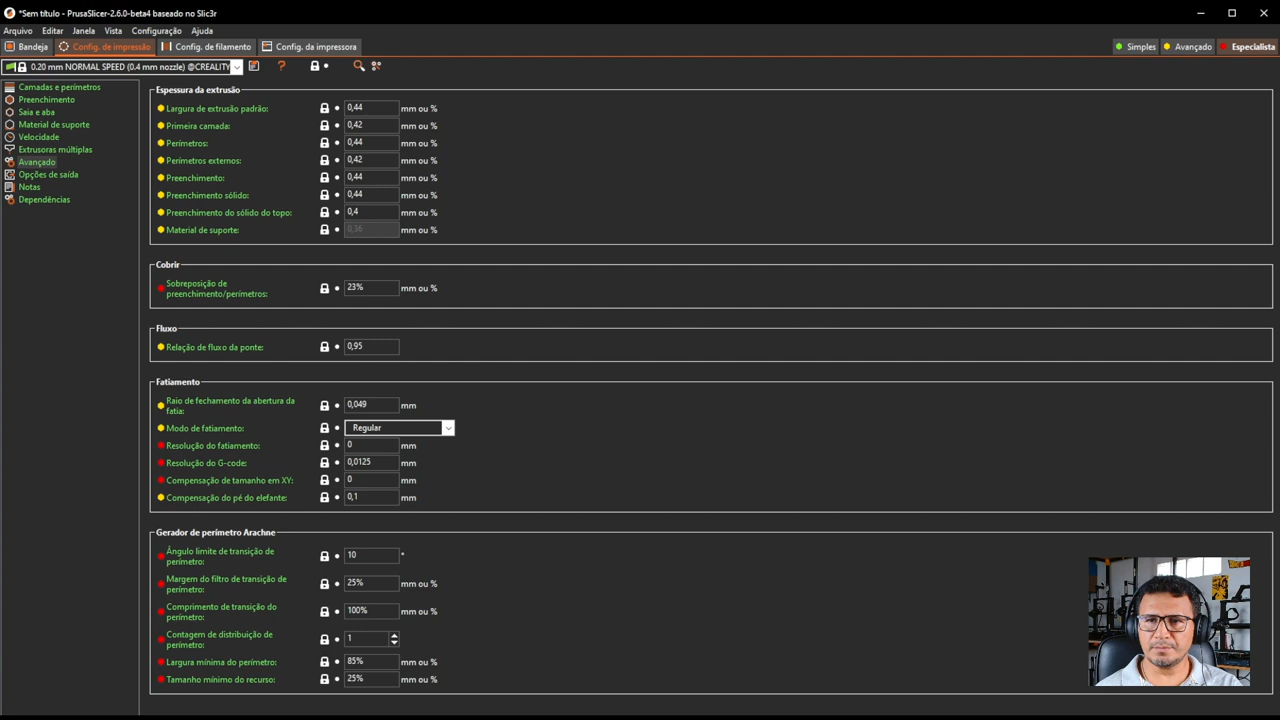 *Sem título - PrusaSlicer-2.6.0-beta4 baseado no Slic3r
Arquivo Editar Janela Vista Configuração Ajuda
Bandeja Config. de impressão Config. de filamento Config. da impressora Simples Avançado Especialista
0.20 mm NORMAL SPEED (0.4 mm nozzle) @CREALITY
Camadas e perímetros
Preenchimento
Saia e aba
Material de suporte
Velocidade
Extrusoras múltiplas
Avançado
Opções de saída
Notas
Dependências
Espessura da extrusão
Largura de extrusão padrão: 0,44 mm ou %
Primeira camada: 0,42 mm ou %
Perímetros: 0,44 mm ou %
Perímetros externos: 0,42 mm ou %
Preenchimento: 0,44 mm ou %
Preenchimento sólido: 0,44 mm ou %
Preenchimento do sólido do topo: 0,4 mm ou %
Material de suporte: 0,36 mm ou %
Cobrir
Sobreposição de
preenchimento/perímetros: 23% mm ou %
Fluxo
Relação de fluxo da ponte: 0,95
Fatiamento
Raio de fechamento da abertura da
fatia: 0,049 mm
Modo de fatiamento: Regular
Resolução do fatiamento: 0 mm
Resolução do G-code: 0,0125 mm
Compensação de tamanho em XY: 0 mm
Compensação do pé do elefante: 0,1 mm
Gerador de perímetro Arachne
Ângulo limite de transição de
perímetro: 10 °
Margem do filtro de transição de
perímetro: 25% mm ou %
Comprimento de transição do
perímetro: 100% mm ou %
Contagem de distribuição de
perímetro: 1
Largura mínima do perímetro: 85% mm ou %
Tamanho mínimo do recurso: 25% mm ou %